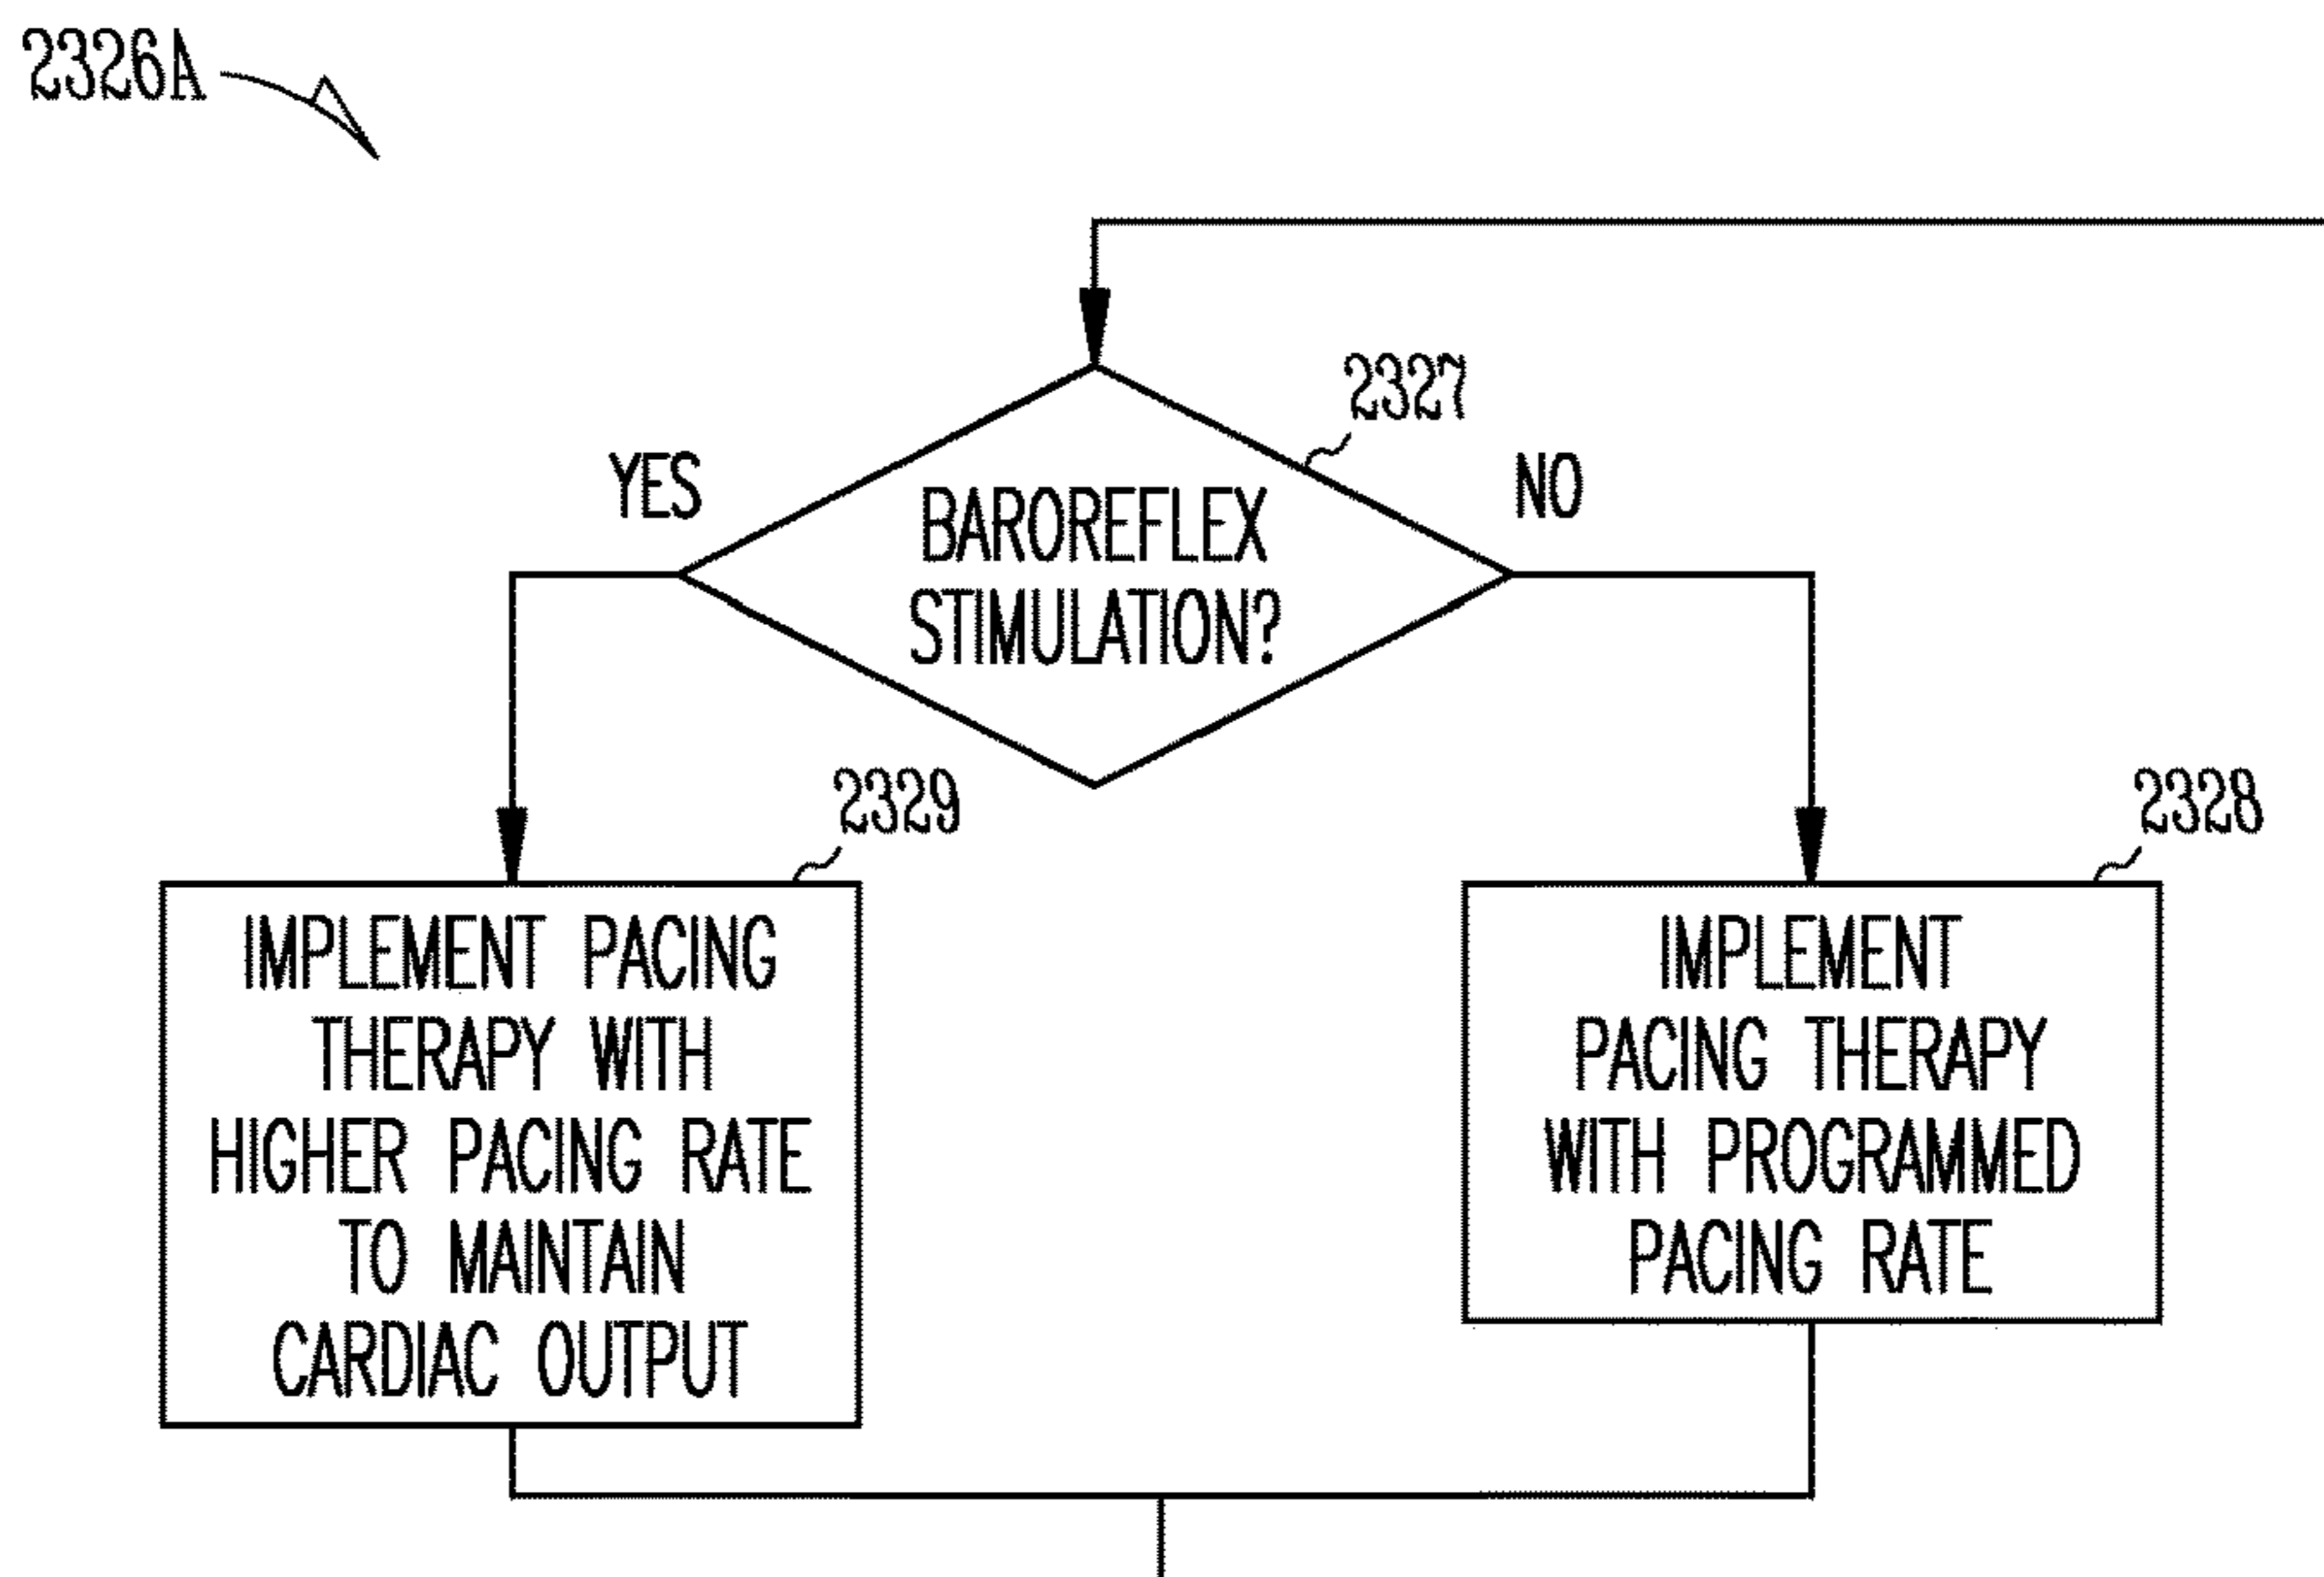 2326A
2327
YES
NO
BAROREFLEX
STIMULATION?
2329
2328
IMPLEMENT PACING
THERAPY WITH
HIGHER PACING RATE
TO MAINTAIN
CARDIAC OUTPUT
IMPLEMENT
PACING THERAPY
WITH PROGRAMMED
PACING RATE